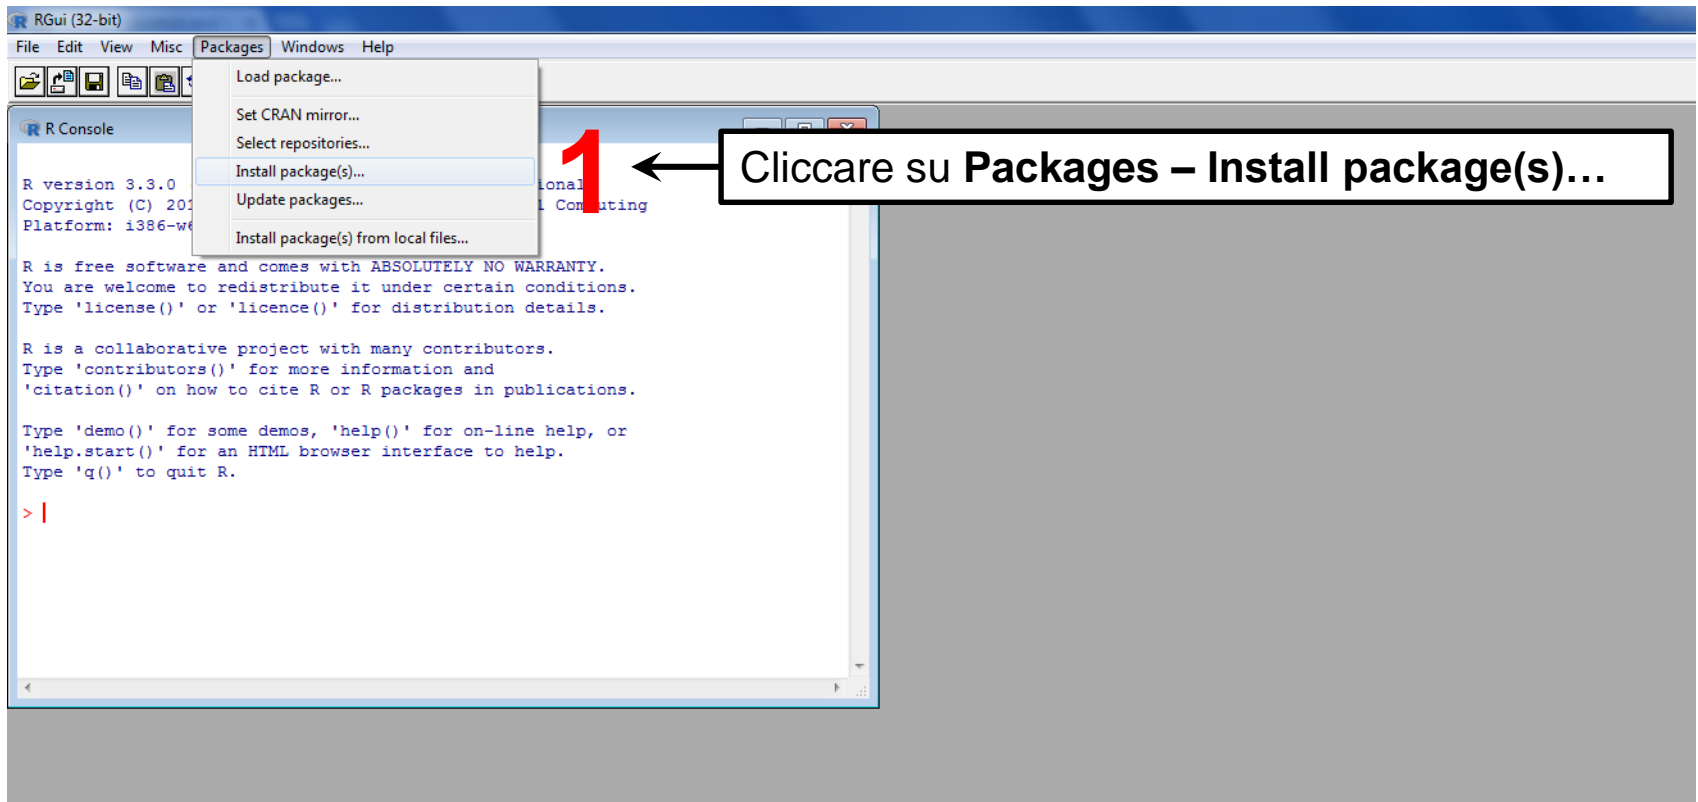 RGui (32-bit)
File Edit View Misc Packages Windows Help
Load package...
Set CRAN mirror...
Select repositories...
Install package(s)...
Update packages...
Install package(s) from local files...
R Console
1
Cliccare su Packages – Install package(s)…
R version 3.3.0
Copyright (C) 201 Computing
Platform: i386-w
R is free software and comes with ABSOLUTELY NO WARRANTY.
You are welcome to redistribute it under certain conditions.
Type 'license()' or 'licence()' for distribution details.
R is a collaborative project with many contributors.
Type 'contributors()' for more information and
'citation()' on how to cite R or R packages in publications.
Type 'demo()' for some demos, 'help()' for on-line help, or
'help.start()' for an HTML browser interface to help.
Type 'q()' to quit R.
>